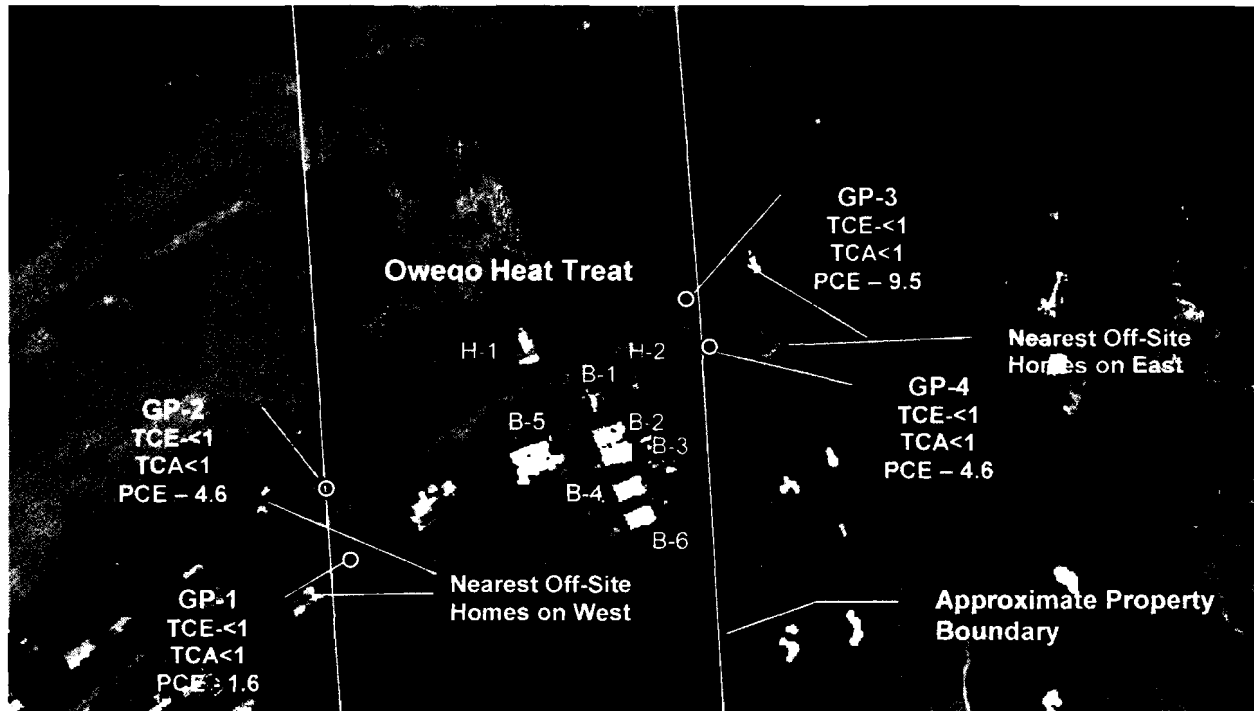 GP-3
TCE-<1
TCA<1
PCE – 9.5
Owego Heat Treat
H-1
H-2
Nearest Off-Site
Homes on East
B-1
GP-4
TCE-<1
TCA<1
PCE – 4.6
GP-2
TCE-<1
TCA<1
PCE – 4.6
B-5
B-2
B-3
B-4
B-6
Nearest Off-Site
Homes on West
GP-1
TCE-<1
TCA<1
PCE - 1.6
Approximate Property
Boundary